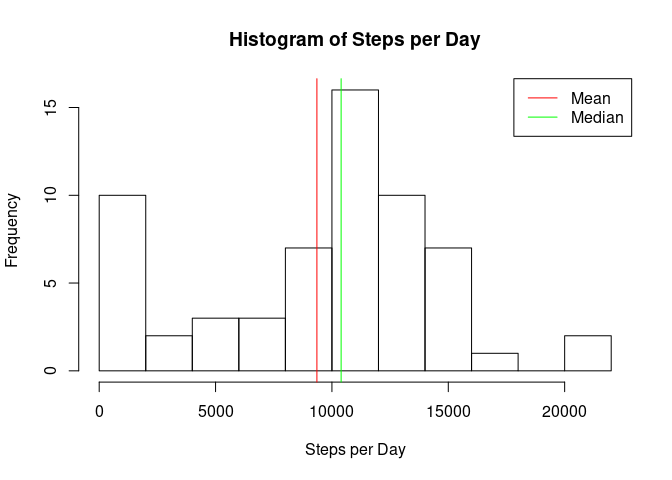 Histogram of Steps per Day
Mean
Median
Frequency
15
10
5
0
0 5000 10000 15000 20000
Steps per Day